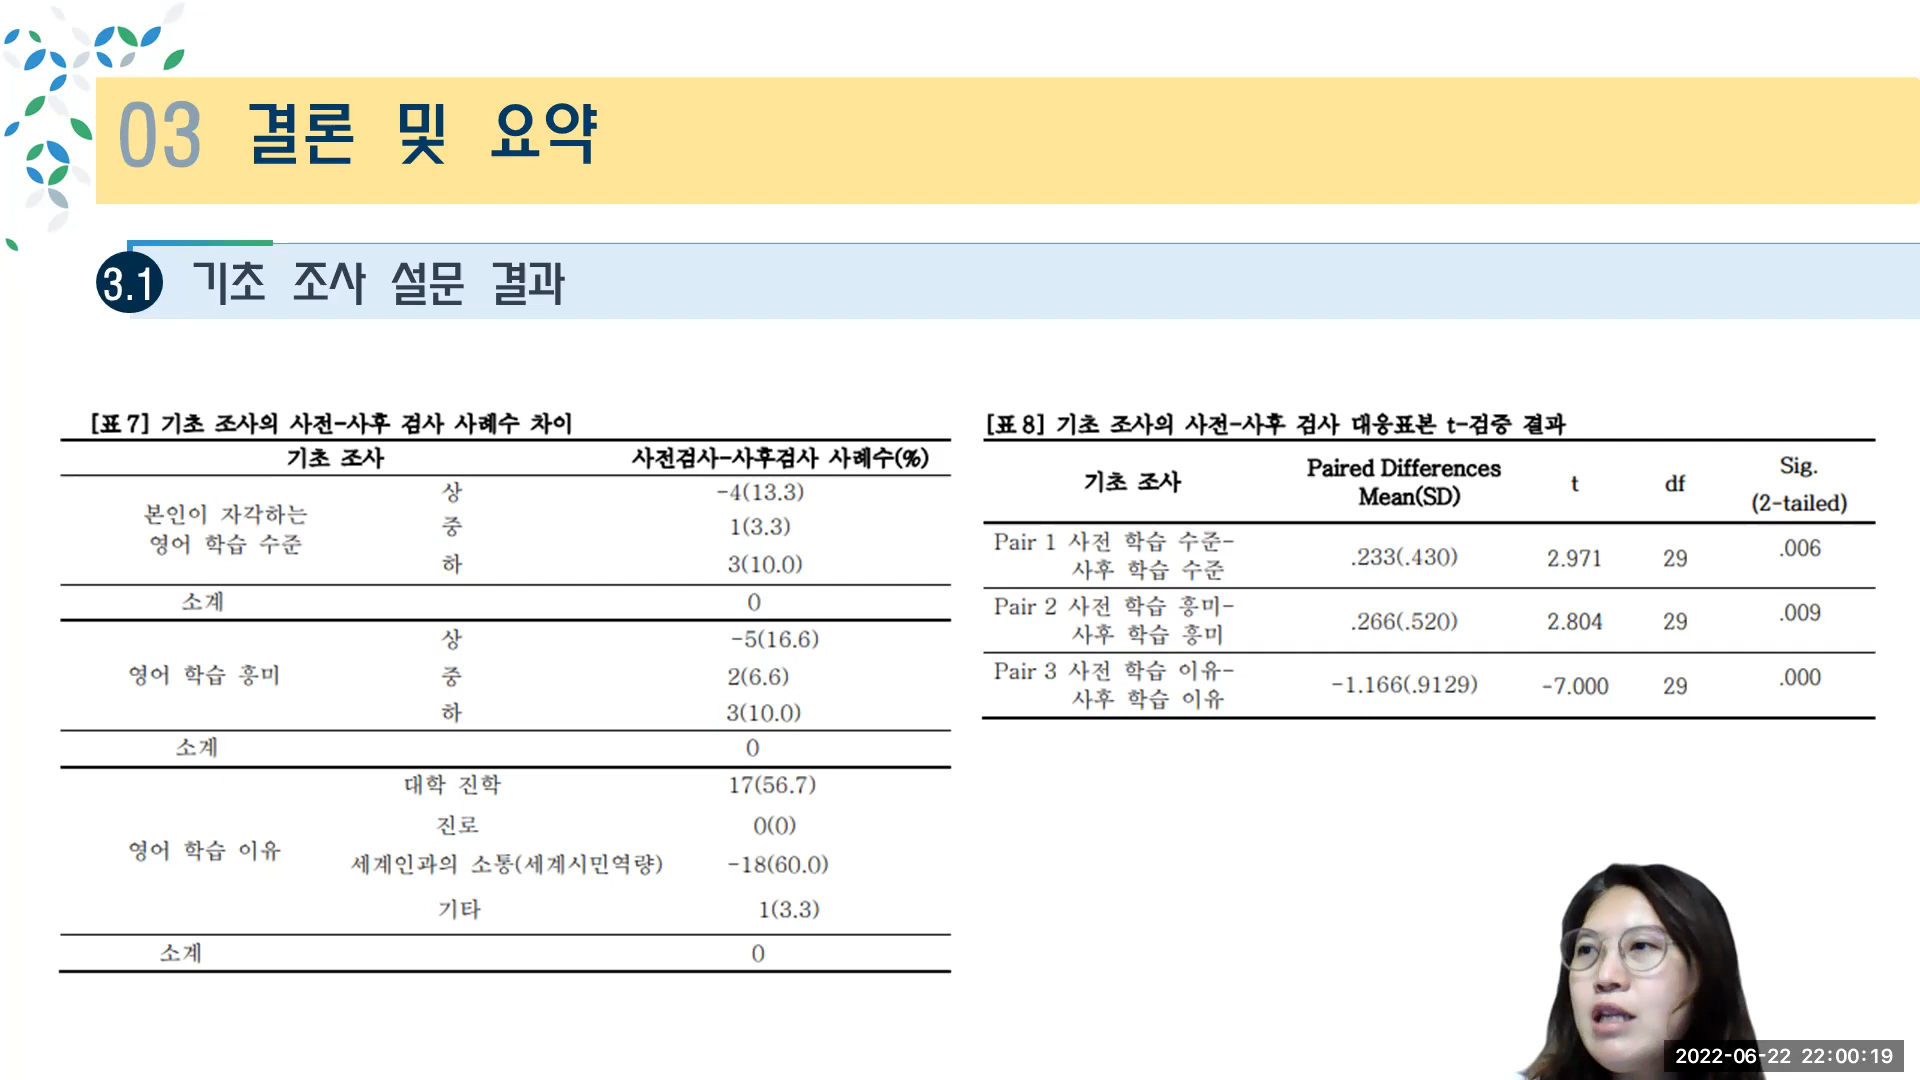 03 결론 및 요약
3.1 기초 조사 설문 결과
[표 7] 기초 조사의 사전-사후 검사 사례수 차이
기초 조사 사전검사-사후검사 사례수(%)
본인이 자각하는
영어 학습 수준
상 -4(13.3)
중 1(3.3)
하 3(10.0)
소계 0
영어 학습 흥미
상 -5(16.6)
중 2(6.6)
하 3(10.0)
소계 0
영어 학습 이유
대학 진학 17(56.7)
진로 0(0)
세계인과의 소통(세계시민역량) -18(60.0)
기타 1(3.3)
소계 0
[표 8] 기초 조사의 사전-사후 검사 대응표본 t-검증 결과
기초 조사
Paired Differences
Mean(SD)
t
df
Sig.
(2-tailed)
Pair 1 사전 학습 수준-
사후 학습 수준
.233(.430) 2.971 29 .006
Pair 2 사전 학습 흥미-
사후 학습 흥미
.266(.520) 2.804 29 .009
Pair 3 사전 학습 이유-
사후 학습 이유
-1.166(.9129) -7.000 29 .000
2022-06-22 22:00:19